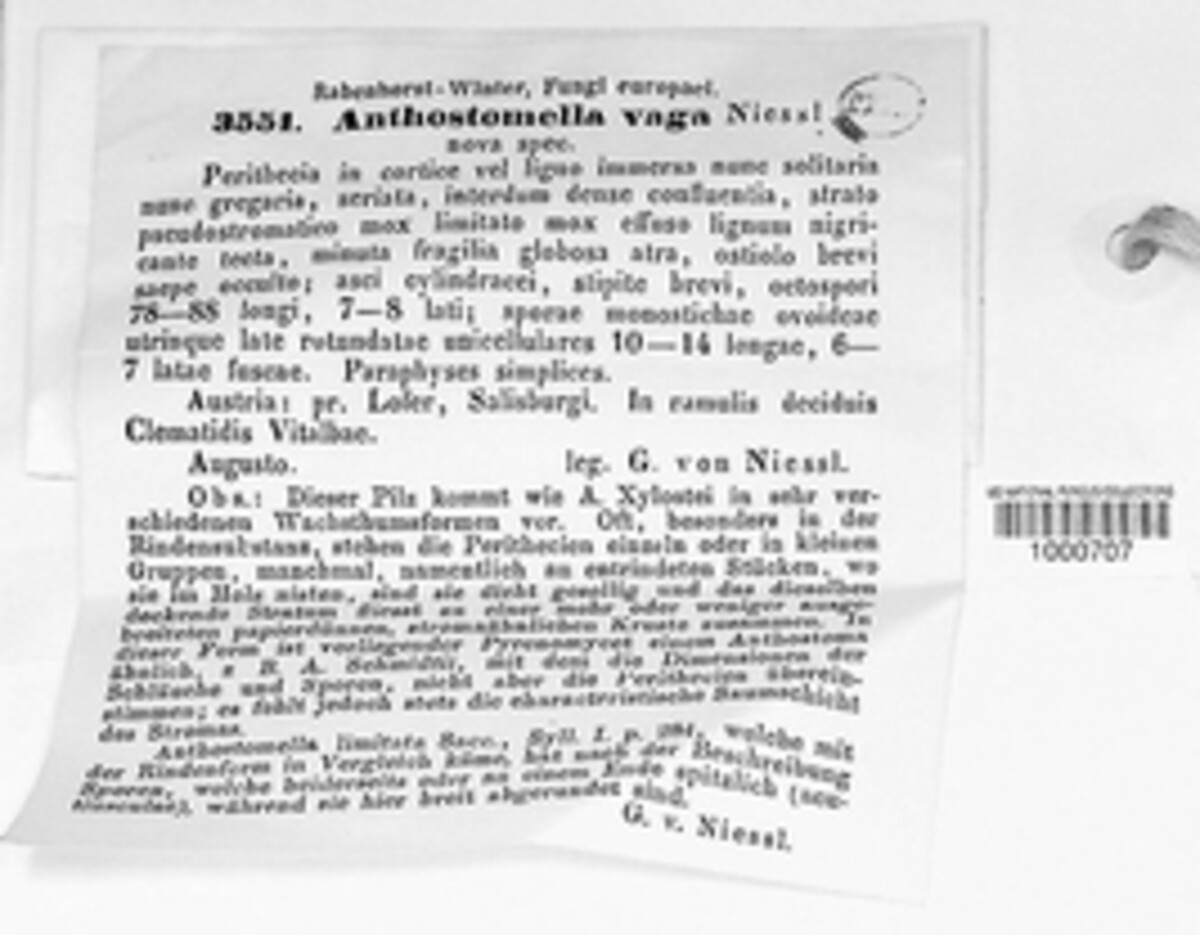 Rabenhorst-Winter, Fungi europaei.
3551. Anthostomella vaga Niessl
nova spec.
Perithecia in cortice vel ligno immersa nunc solitaria
nunc gregaria, seriata, interdum dense confluentia, strato
pseudostromatico mox limitato mox effuso lignum nigri-
cante tecta, minuta fragilia globosa atra, ostiolo brevi
saepe occulto; asci cylindracei, stipite brevi, octospori
78—88 longi, 7—8 lati; sporae monostichae ovoideae
utrinque late rotundatae unicellulares 10—14 longae, 6—
7 latae fuscae. Paraphyses simplices.
Austria: pr. Lofer, Salisburgi. In ramulis deciduis
Clematidis Vitalbae.
Augusto. leg. G. von Niessl.
Obs.: Dieser Pilz kommt wie A. Xylostei in sehr ver-
schiedenen Wachsthumsformen vor. Oft, besonders in der
Rindensubstanz, stehen die Perithecien einzeln oder in kleinen
Gruppen, manchmal, namentlich an entrindeten Stücken, wo
sie im Holz nisten, sind sie dicht gesellig und das dieselben
deckende Stratum fliesst zu einer mehr oder weniger ausge-
breiteten papierdünnen, stromaähnlichen Kruste zusammen. In
dieser Form ist vorliegender Pyrenomycet einem Anthostoma
ähnlich, z. B. A. Schmidtii, mit dem die Dimensionen der
Schläuche und Sporen, nicht aber die Perithecien überein-
stimmen; es fehlt jedoch stets die characteristische Saumschicht
des Stromas.
Anthostomella limitata Sacc., Syll. I. p. 284, welche mit
der Rindenform in Vergleich käme, hat nach der Beschreibung
Sporen, welche beiderseits oder an einem Ende spitzlich (acu-
tiusculae), während sie hier breit abgerundet sind.
G. v. Niessl.
1000707